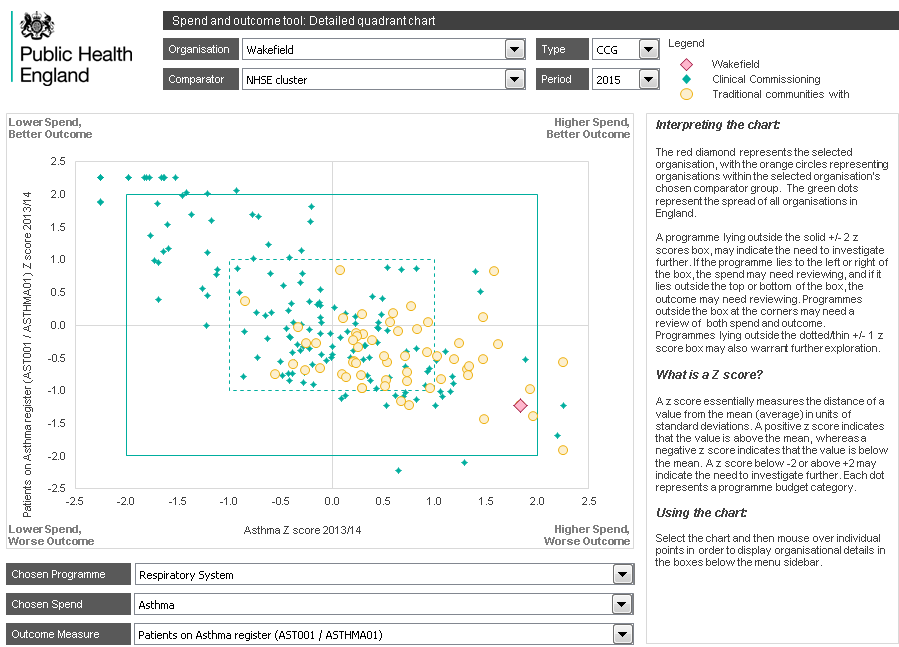 Public Health
England
Spend and outcome tool: Detailed quadrant chart
Organisation
Wakefield
Type
CCG
Comparator
NHSE cluster
Period
2015
Legend
Wakefield
Clinical Commissioning
Traditional communities with
Lower Spend,
Better Outcome
Higher Spend,
Better Outcome
Patients on Asthma register (AST001 / ASTHMA01) Z score 2013/14
2.5
2.0
1.5
1.0
0.5
0.0
-0.5
-1.0
-1.5
-2.0
-2.5
-2.5 -2.0 -1.5 -1.0 -0.5 0.0 0.5 1.0 1.5 2.0 2.5
Asthma Z score 2013/14
Lower Spend,
Worse Outcome
Higher Spend,
Worse Outcome
Interpreting the chart:
The red diamond represents the selected
organisation, with the orange circles representing
organisations within the selected organisation's
chosen comparator group. The green dots
represent the spread of all organisations in
England.
A programme lying outside the solid +/- 2 z
scores box, may indicate the need to investigate
further. If the programme lies to the left or right of
the box, the spend may need reviewing, and if it
lies outside the top or bottom of the box, the
outcome may need reviewing. Programmes
outside the box at the corners may need a
review of both spend and outcome.
Programmes lying outside the dotted/thin +/- 1 z
score box may also warrant further exploration.
What is a Z score?
A z score essentially measures the distance of a
value from the mean (average) in units of
standard deviations. A positive z score indicates
that the value is above the mean, whereas a
negative z score indicates that the value is below
the mean. A z score below -2 or above +2 may
indicate the need to investigate further. Each dot
represents a programme budget category.
Using the chart:
Select the chart and then mouse over individual
points in order to display organisational details in
the boxes below the menu sidebar.
Chosen Programme
Respiratory System
Chosen Spend
Asthma
Outcome Measure
Patients on Asthma register (AST001 / ASTHMA01)